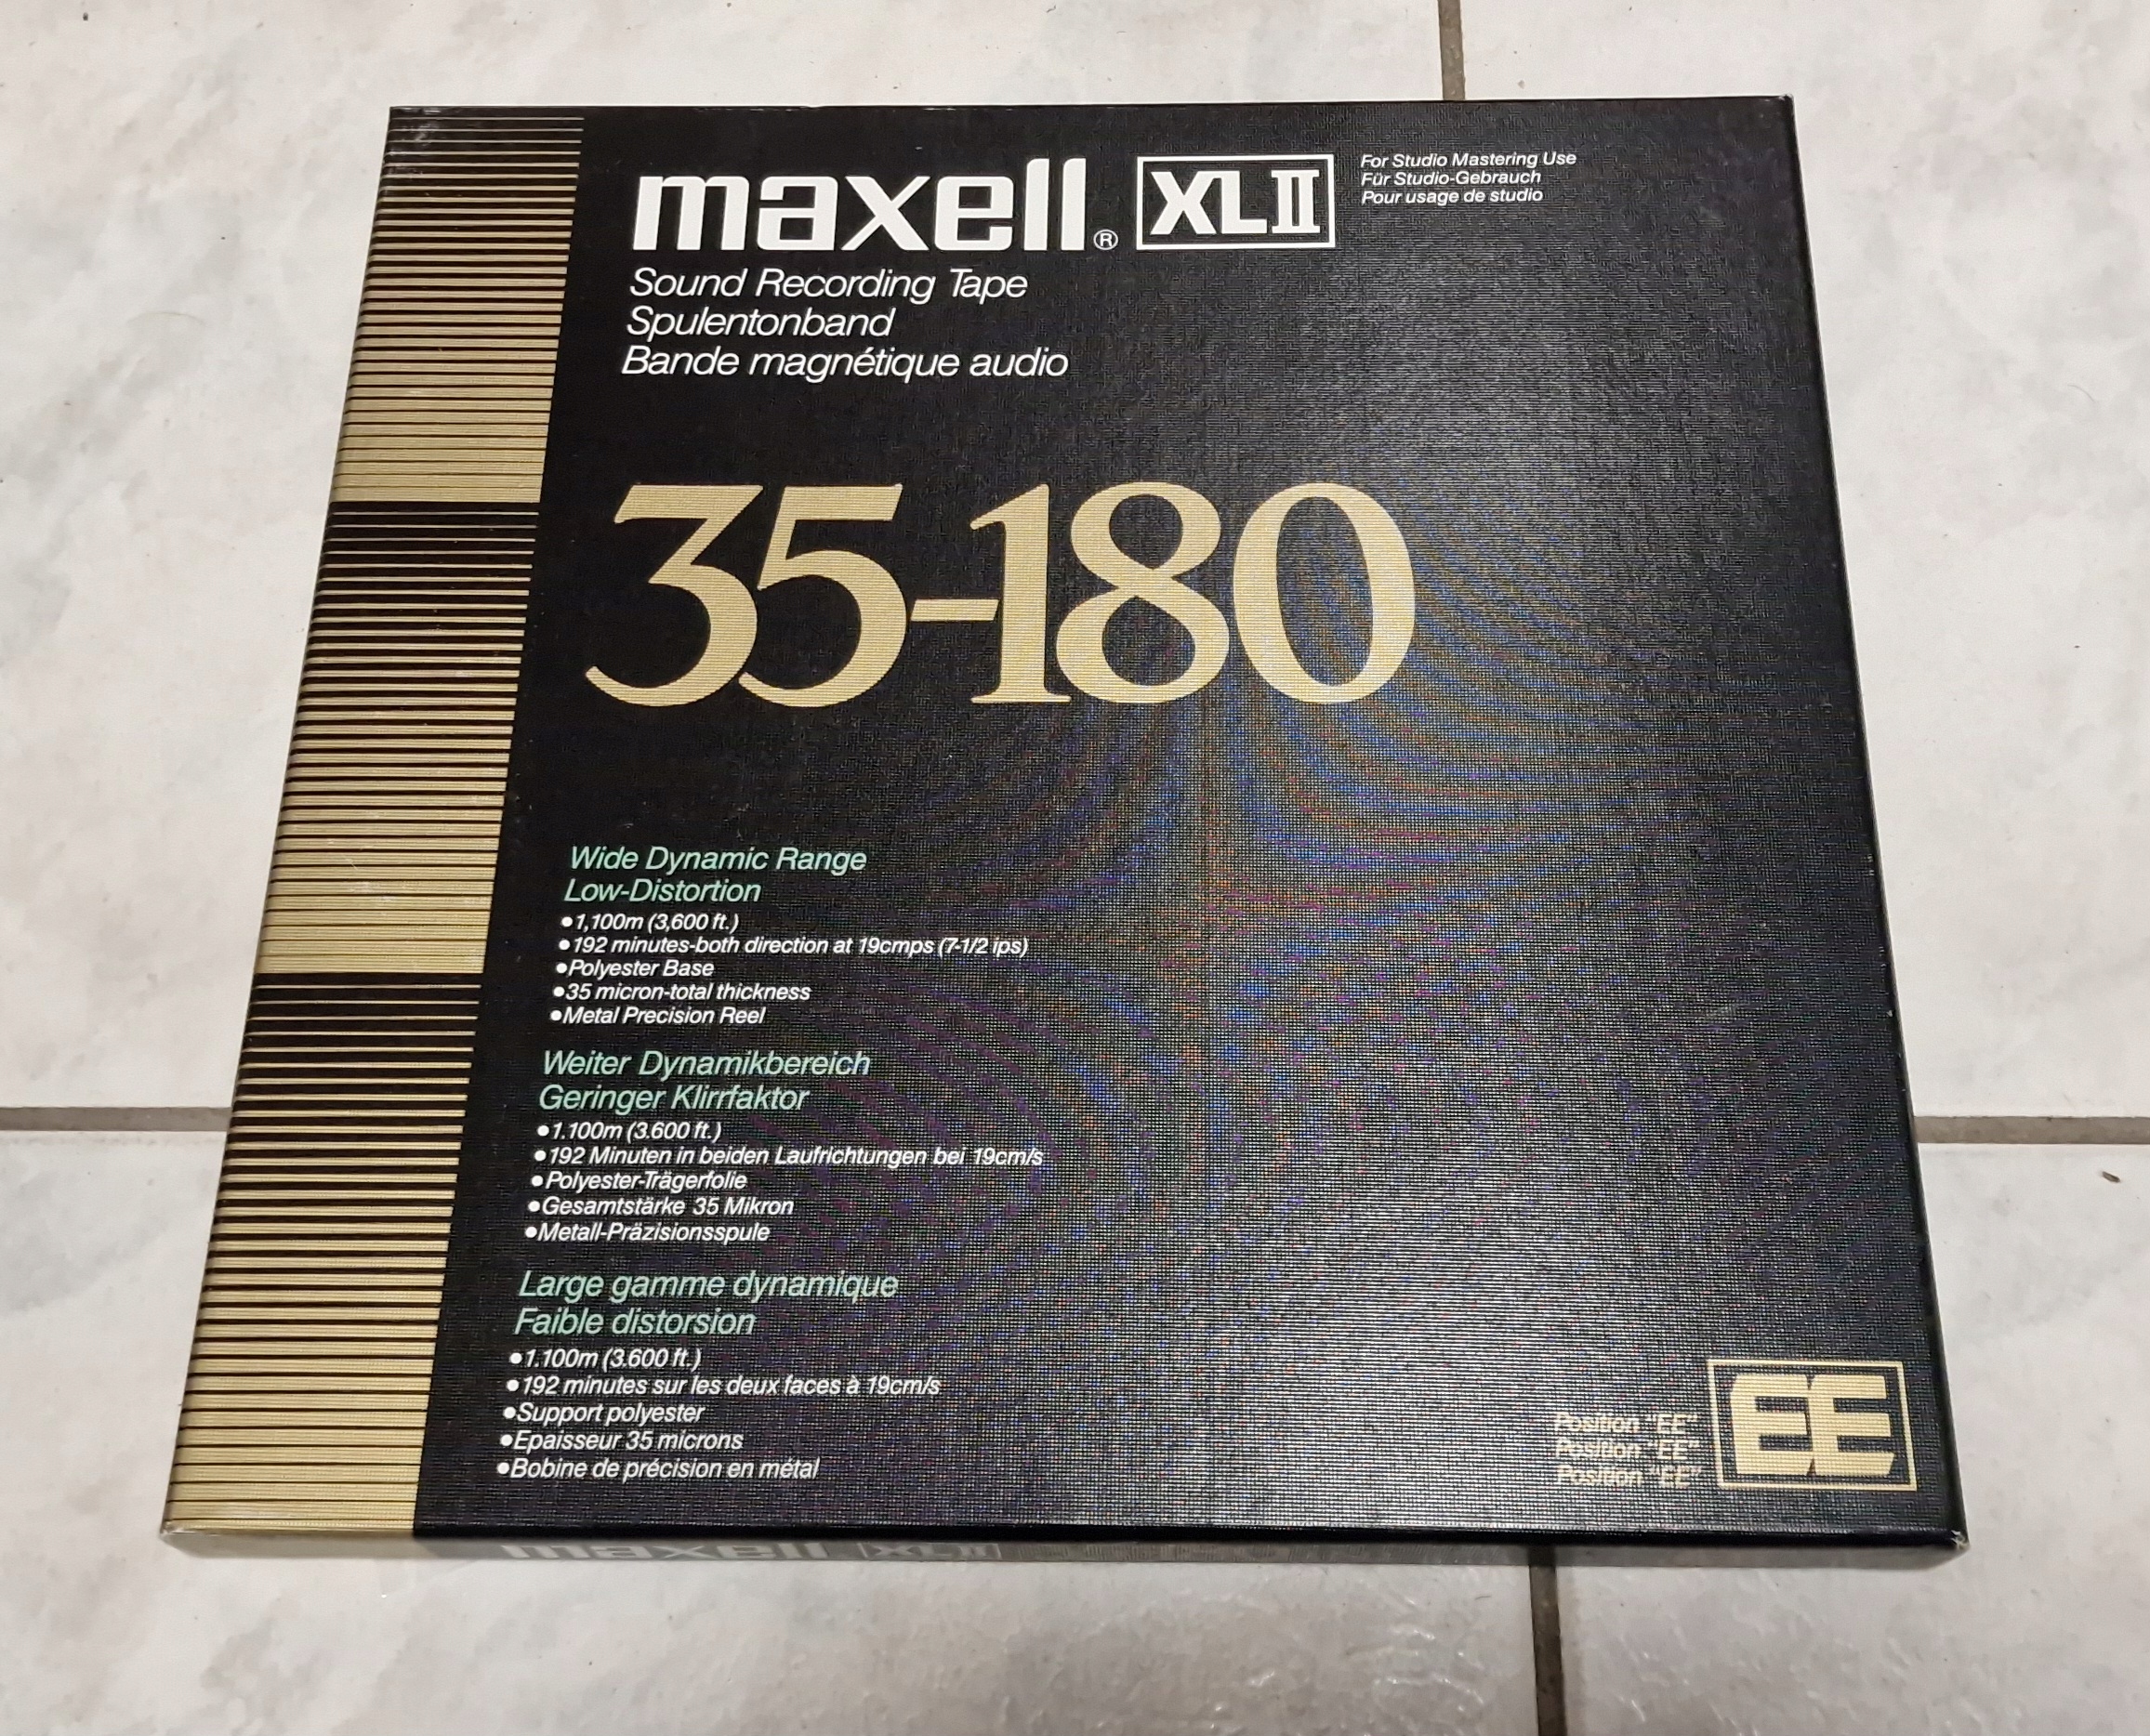 maxell® XLII
For Studio Mastering Use
Für Studio-Gebrauch
Pour usage de studio
Sound Recording Tape
Spulentonband
Bande magnétique audio
35-180
Wide Dynamic Range
Low-Distortion
•1,100m (3,600 ft.)
•192 minutes-both direction at 19cmps (7-1/2 ips)
•Polyester Base
•35 micron-total thickness
•Metal Precision Reel
Weiter Dynamikbereich
Geringer Klirrfaktor
•1.100m (3.600 ft.)
•192 Minuten in beiden Laufrichtungen bei 19cm/s
•Polyester-Trägerfolie
•Gesamtstärke 35 Mikron
•Metall-Präzisionsspule
Large gamme dynamique
Faible distorsion
•1.100m (3.600 ft.)
•192 minutes sur les deux faces à 19cm/s
•Support polyester
•Epaisseur 35 microns
•Bobine de précision en métal
Position "EE"
Position "EE"
Position "EE"
EE
maxell XLII